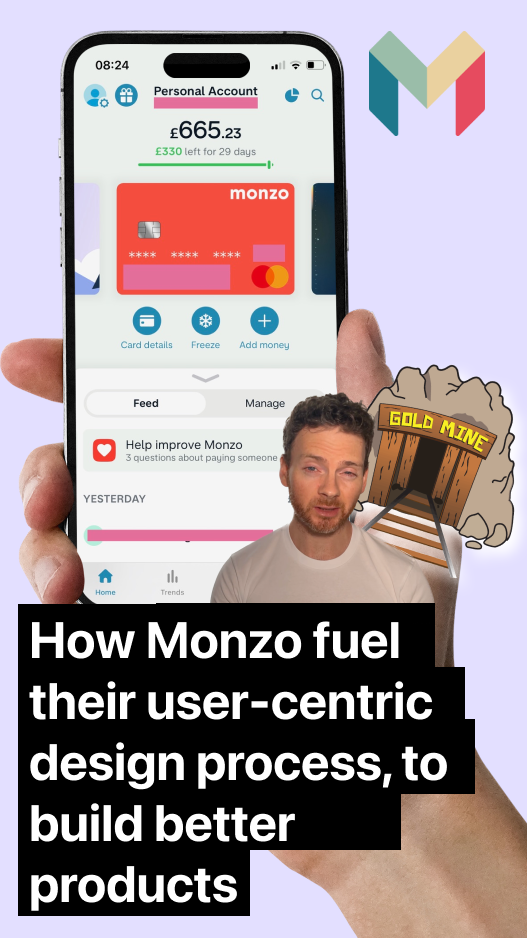 08:24
Personal Account
£665.23
£330 left for 29 days
monzo
**** **** ****
Card details Freeze Add money
Feed Manage
Help improve Monzo
3 questions about paying someone
YESTERDAY
GOLD MINE
Home Trends
How Monzo fuel
their user-centric
design process, to
build better
products